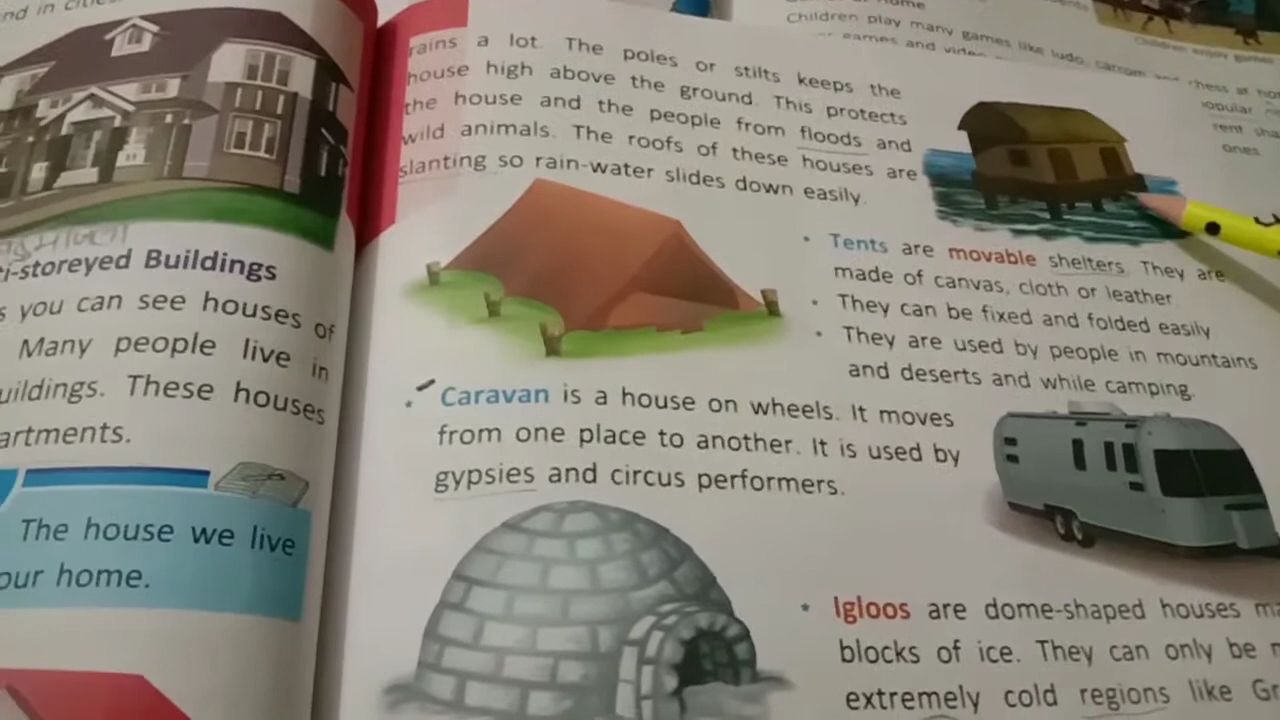 nd in
i-storeyed Buildings
you can see houses of
Many people live in
These houses
The house we live
our home.
rains a lot. The poles or stilts keeps the
house high above the ground. This protects
the house and the people from floods and
wild animals. The roofs of these houses are
slanting so rain-water slides down easily.
• Tents are movable shelters. They are
made of canvas, cloth or leather
• They can be fixed and folded easily
• They are used by people in mountains
and deserts and while camping.
• Caravan is a house on wheels. It moves
from one place to another. It is used by
gypsies and circus performers.
• Igloos are dome-shaped houses
blocks of ice. They can only be
extremely cold regions like
Children play many games like ludo, carrom and chess at
games and
Children enjoy
ones